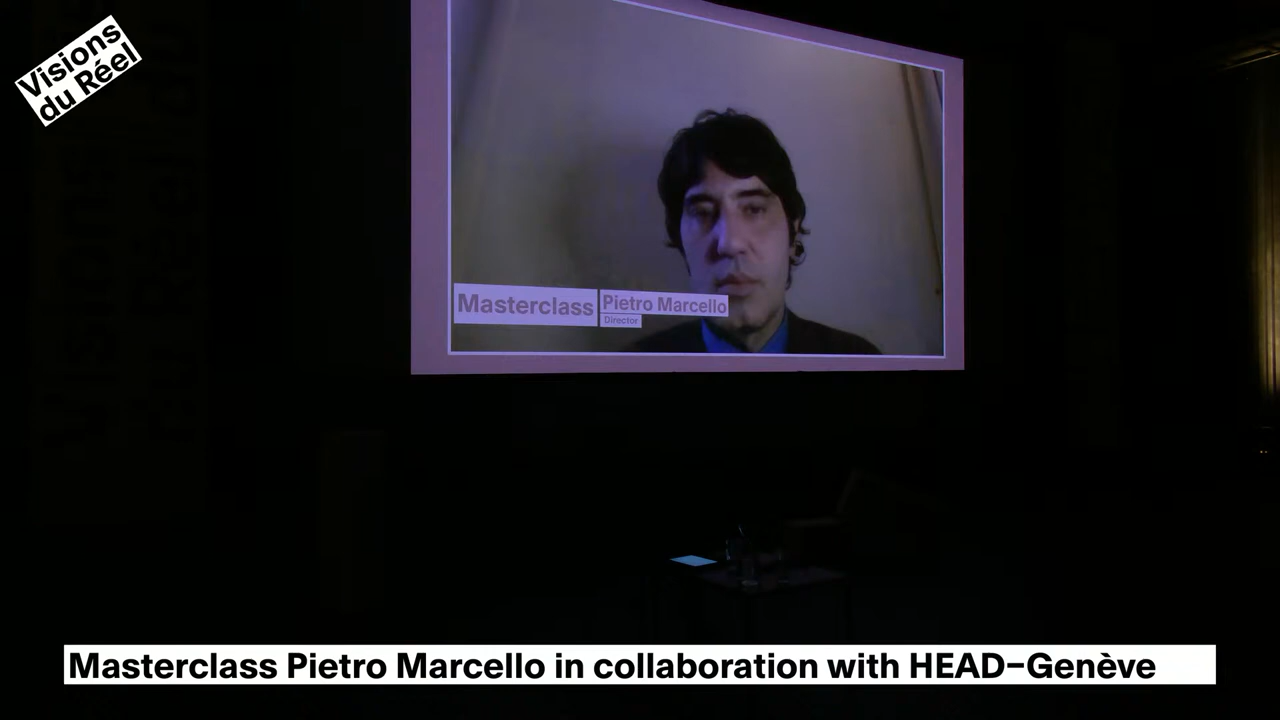 Visions
du Réel
Masterclass
Pietro Marcello
Director
Masterclass Pietro Marcello in collaboration with HEAD–Genève